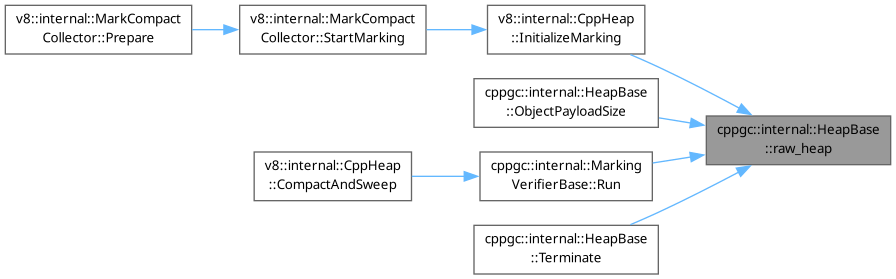 v8::internal::MarkCompact
Collector::Prepare
v8::internal::MarkCompact
Collector::StartMarking
v8::internal::CppHeap
::InitializeMarking
cppgc::internal::HeapBase
::ObjectPayloadSize
cppgc::internal::HeapBase
::raw_heap
v8::internal::CppHeap
::CompactAndSweep
cppgc::internal::Marking
VerifierBase::Run
cppgc::internal::HeapBase
::Terminate